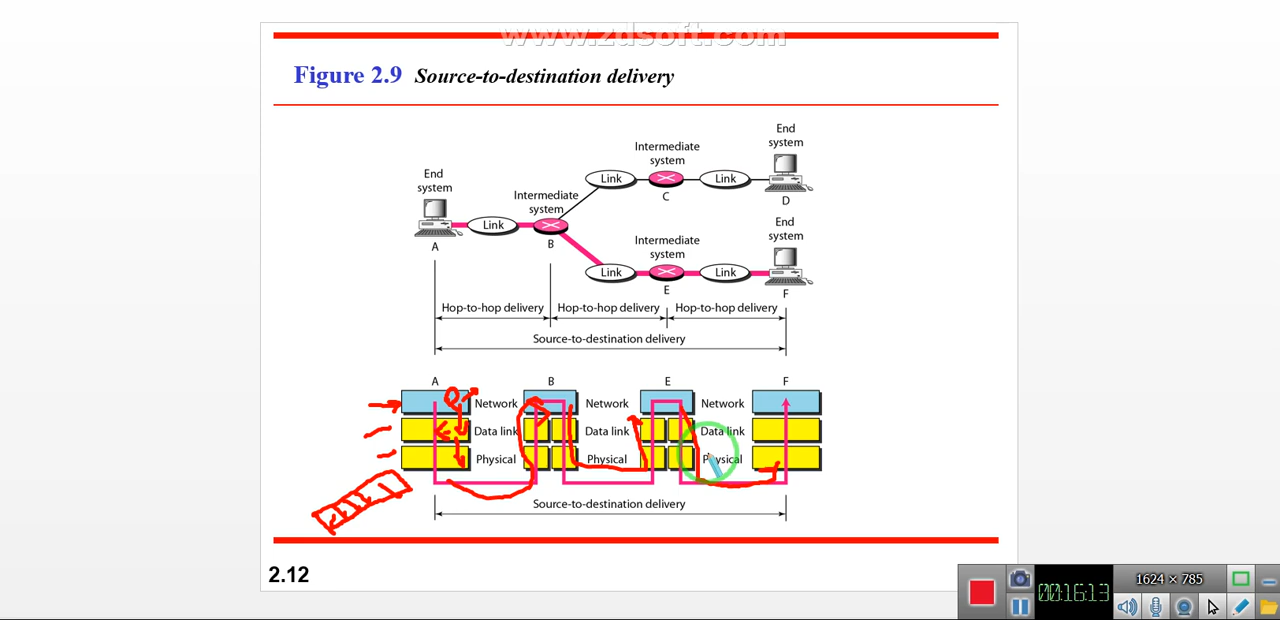 www.zdsoft.com
Figure 2.9 Source-to-destination delivery
End
system
Intermediate
system
End
system
Link
Link
C
D
Intermediate
system
End
system
Link
A
B
Intermediate
system
Link
Link
E
F
Hop-to-hop delivery
Hop-to-hop delivery
Hop-to-hop delivery
Source-to-destination delivery
A B E F
Network Network Network
Data link Data link Data link
Physical Physical Physical
Source-to-destination delivery
2.12
1624 × 785
00:16:13